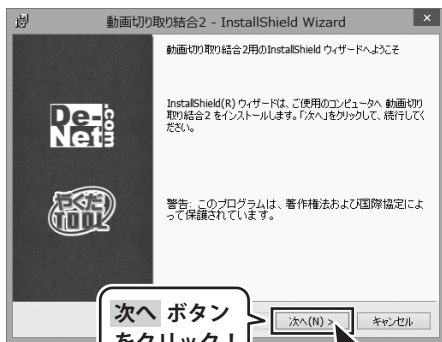 動画切り取り結合2 - InstallShield Wizard
動画切り取り結合2用のInstallShield ウィザードへようこそ
InstallShield(R) ウィザードは、ご使用のコンピュータへ 動画切り
取り結合2 をインストールします。「次へ」をクリックして、続行してく
ださい。
De-
Net
.com
やくだ
TOOL
警告: このプログラムは、著作権法および国際協定によ
って保護されています。
次へ ボタン
をクリック!
次へ(N) >
キャンセル